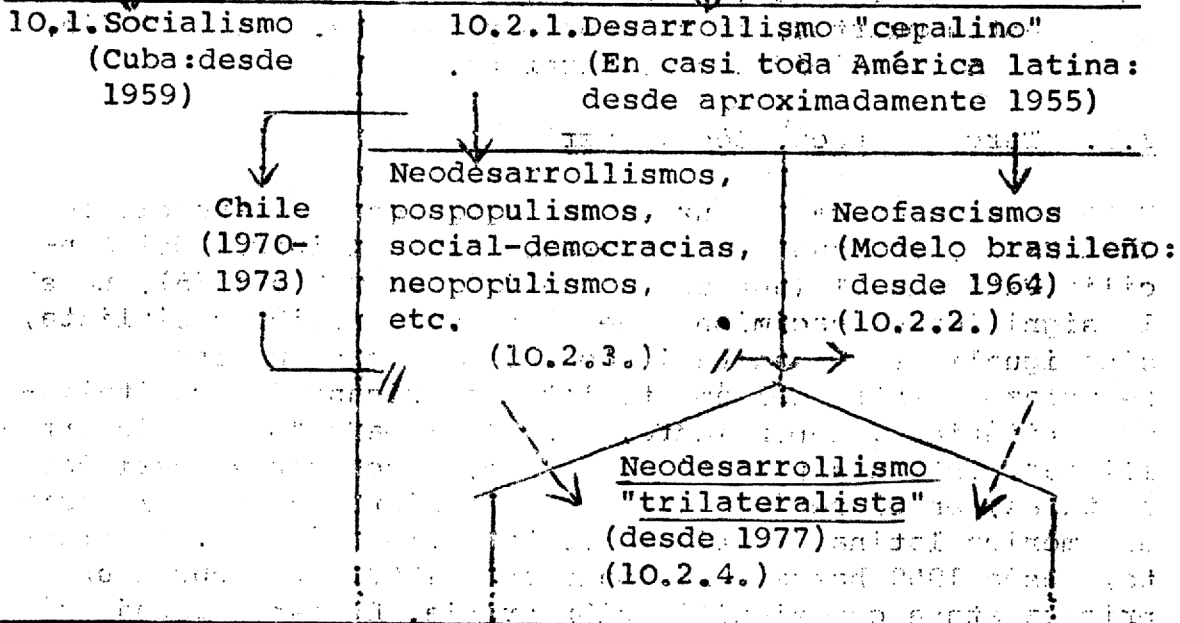 10.1.Socialismo
(Cuba:desde
1959)
10.2.1.Desarrollismo "cepalino"
(En casi toda América latina:
desde aproximadamente 1955)
Chile
(1970-
1973)
Neodesarrollismos,
pospopulismos,
social-democracias,
neopopulismos,
etc.
(10.2.3.)
Neofascismos
(Modelo brasileño:
desde 1964)
(10.2.2.)
Neodesarrollismo
"trilateralista"
(desde 1977)
(10.2.4.)